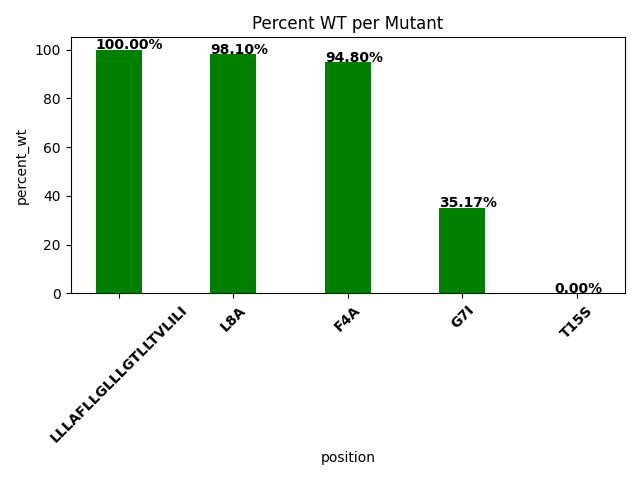 Percent WT per Mutant
100.00%
98.10%
94.80%
35.17%
0.00%
percent_wt
100
80
60
40
20
0
LLLAFLLGLLLGTLLTVLILI
L8A
F4A
G7I
T15S
position